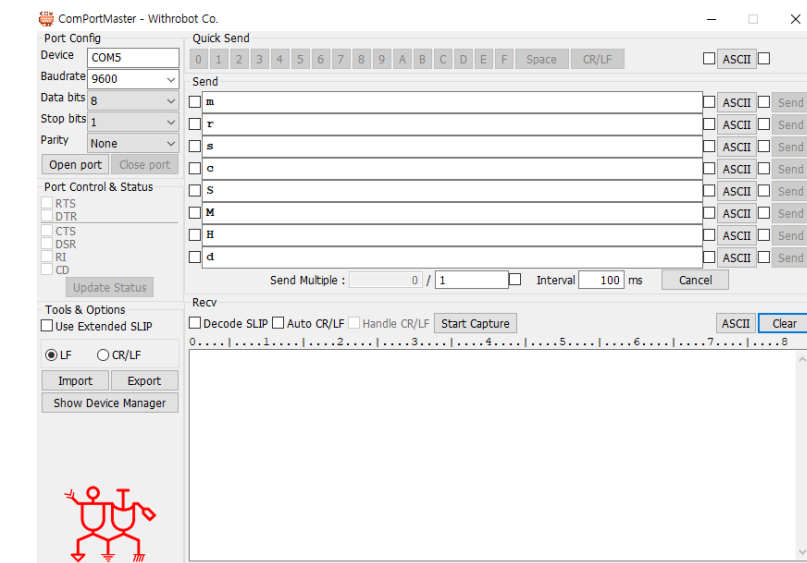 ComPortMaster - Withrobot Co.
Port Config
Device COM5
Baudrate 9600
Data bits 8
Stop bits 1
Parity None
Open port Close port
Port Control & Status
RTS
DTR
CTS
DSR
RI
CD
Update Status
Tools & Options
Use Extended SLIP
LF CR/LF
Import Export
Show Device Manager
Quick Send
0 1 2 3 4 5 6 7 8 9 A B C D E F Space CR/LF ASCII
Send
m ASCII Send
r ASCII Send
s ASCII Send
c ASCII Send
S ASCII Send
M ASCII Send
H ASCII Send
d ASCII Send
Send Multiple : 0 / 1 Interval 100 ms Cancel
Recv
Decode SLIP Auto CR/LF Handle CR/LF Start Capture ASCII Clear
0....|....1....|....2....|....3....|....4....|....5....|....6....|....7....|....8